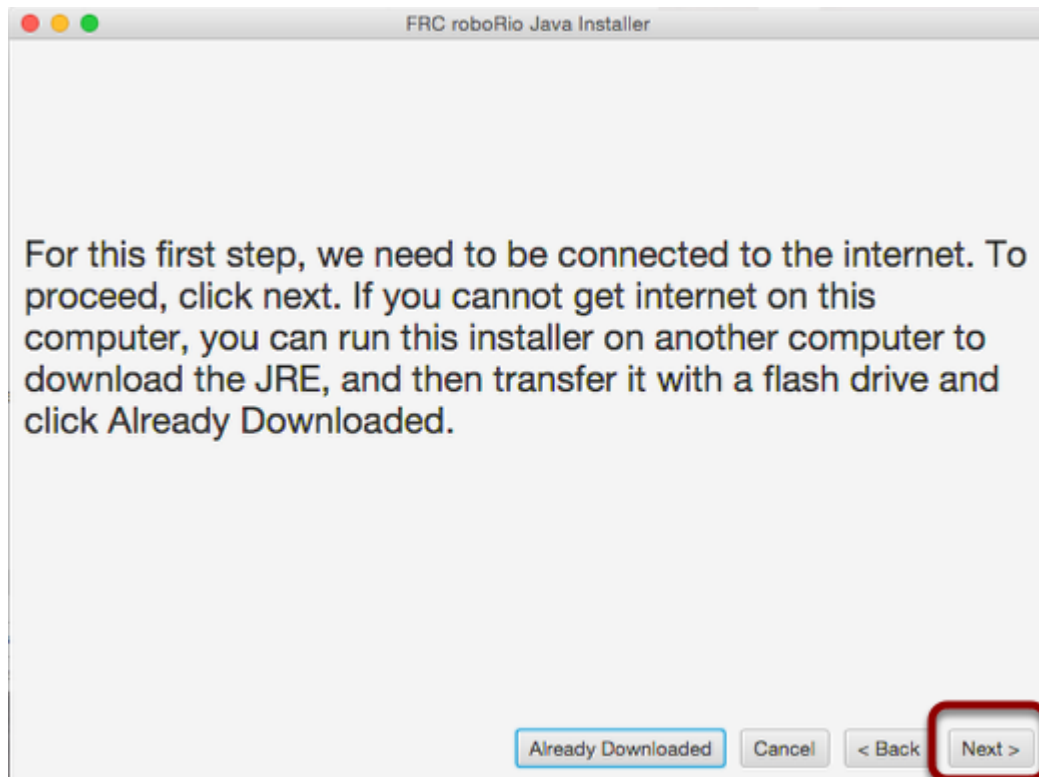 FRC roboRio Java Installer
For this first step, we need to be connected to the internet. To
proceed, click next. If you cannot get internet on this
computer, you can run this installer on another computer to
download the JRE, and then transfer it with a flash drive and
click Already Downloaded.
Already Downloaded Cancel < Back Next >